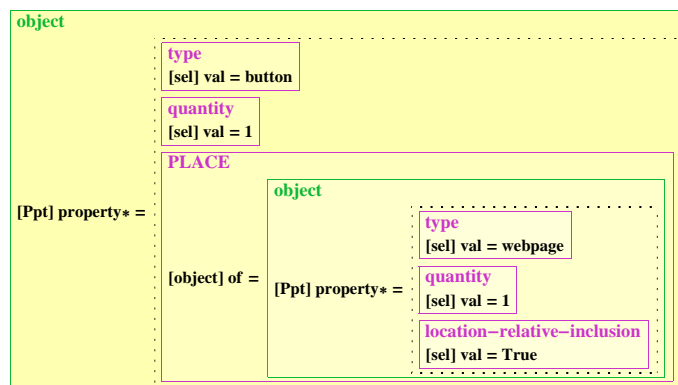 object
type
[sel] val = button
quantity
[sel] val = 1
PLACE
object
[Ppt] property* =
type
[sel] val = webpage
[object] of =
[Ppt] property* =
quantity
[sel] val = 1
location−relative−inclusion
[sel] val = True